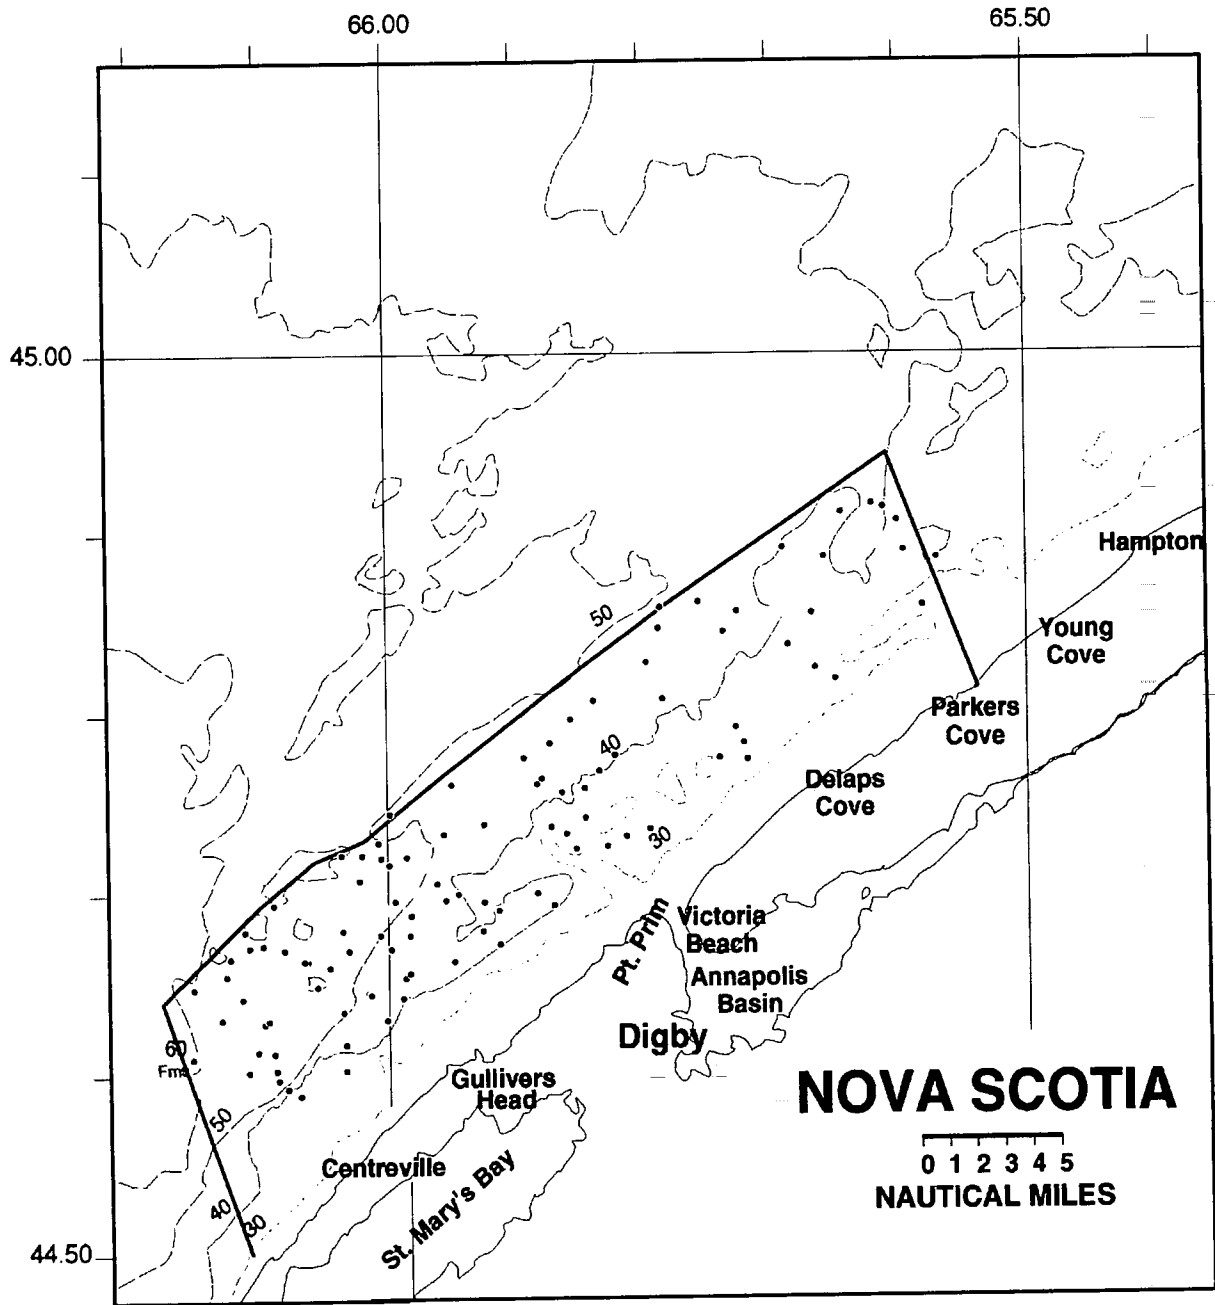 66.00
65.50
45.00
Hampton
50
Young
Cove
Parkers
Cove
40
Delaps
Cove
30
Pt. Prim
Victoria
Beach
Annapolis
Basin
Digby
60
Fms
Gullivers
Head
NOVA SCOTIA
50
0 1 2 3 4 5
NAUTICAL MILES
Centreville
St. Mary's Bay
40
30
44.50